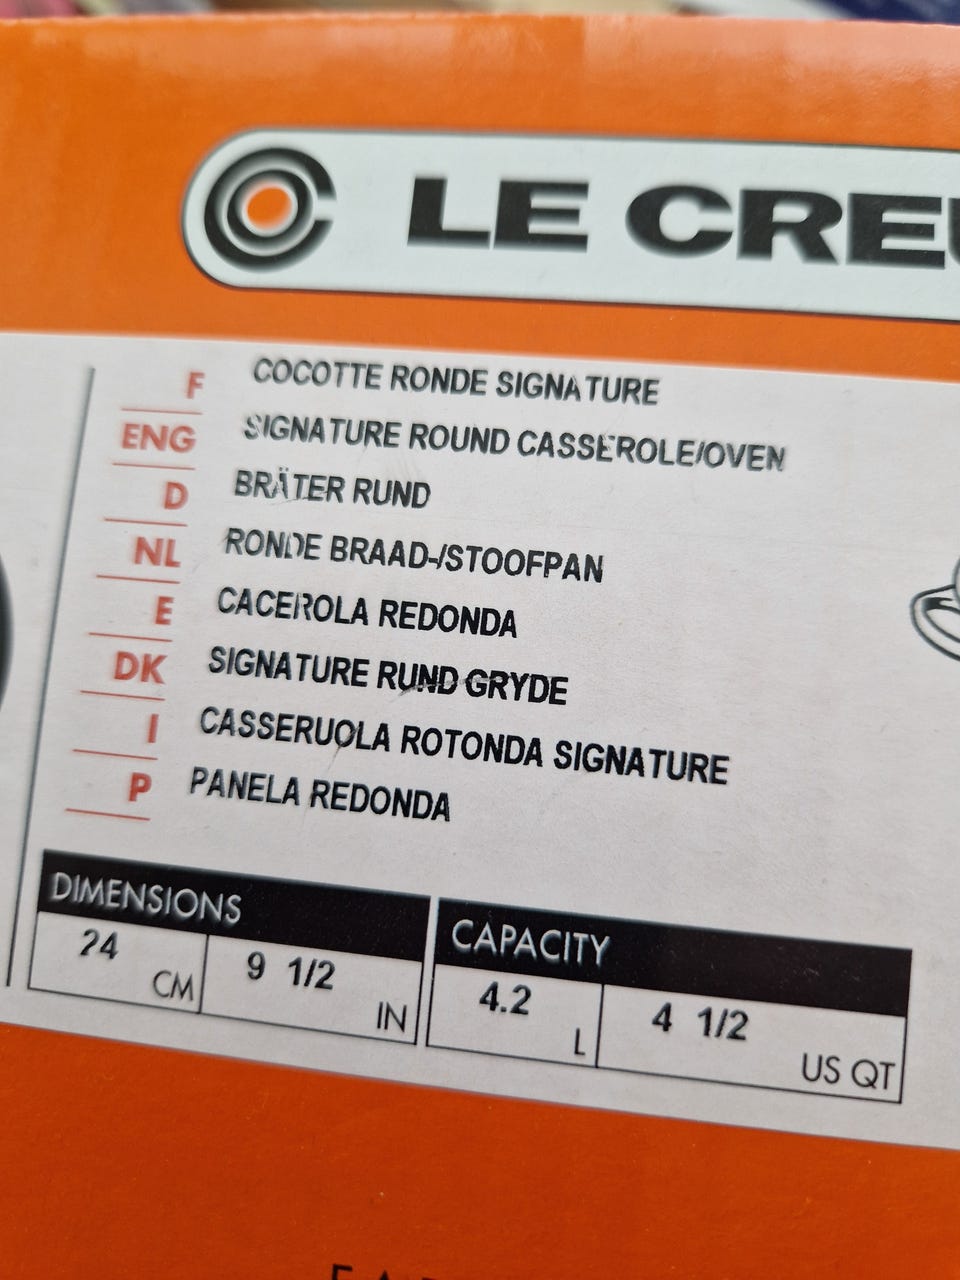 LE CREU
F COCOTTE RONDE SIGNATURE
ENG SIGNATURE ROUND CASSEROLE/OVEN
D BRÄTER RUND
NL RONDE BRAAD-/STOOFPAN
E CACEROLA REDONDA
DK SIGNATURE RUND GRYDE
I CASSERUOLA ROTONDA SIGNATURE
P PANELA REDONDA
DIMENSIONS CAPACITY
24 CM 9 1/2 IN 4.2 L 4 1/2 US QT